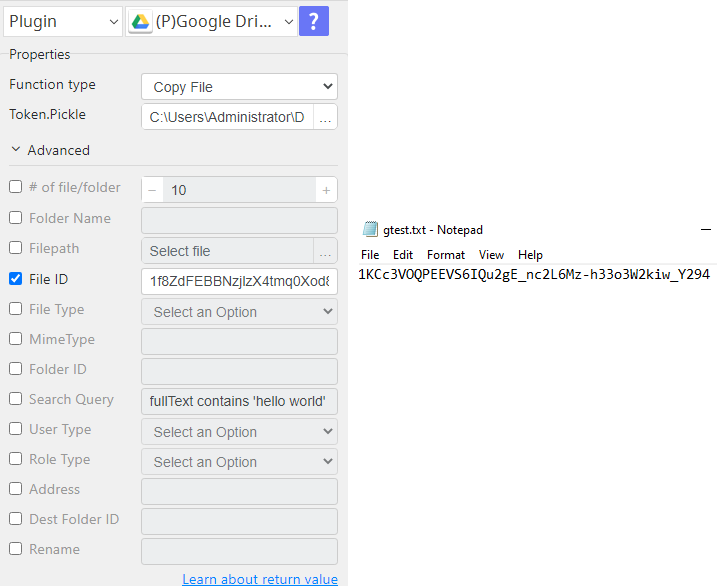 Plugin (P)Google Dri... ?
Properties
Function type Copy File
Token.Pickle C:\Users\Administrator\D ...
Advanced
# of file/folder − 10 +
Folder Name
Filepath Select file ...
File ID 1f8ZdFEBBNzjIzX4tmq0Xod8
File Type Select an Option
MimeType
Folder ID
Search Query fullText contains 'hello world'
User Type Select an Option
Role Type Select an Option
Address
Dest Folder ID
Rename
Learn about return value
gtest.txt - Notepad
File Edit Format View Help
1KCc3VOQPEEVS6IQu2gE_nc2L6Mz-h33o3W2kiw_Y294